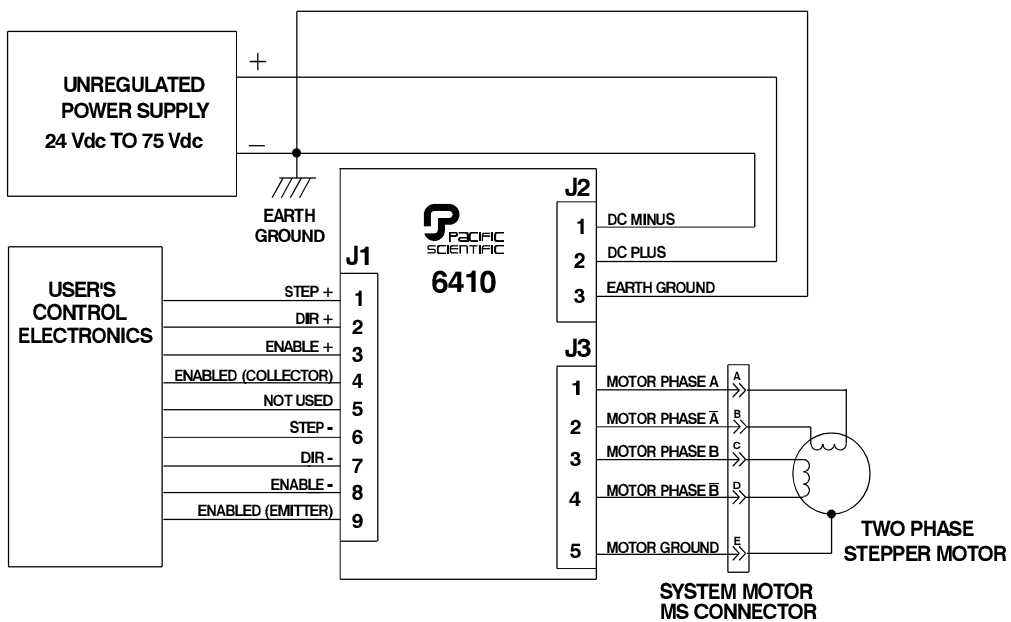 UNREGULATED
POWER SUPPLY
24 Vdc TO 75 Vdc
+
–
EARTH
GROUND
USER'S
CONTROL
ELECTRONICS
STEP +
DIR +
ENABLE +
ENABLED (COLLECTOR)
NOT USED
STEP -
DIR -
ENABLE -
ENABLED (EMITTER)
J1
1
2
3
4
5
6
7
8
9
PACIFIC
SCIENTIFIC
6410
J2
1 DC MINUS
2 DC PLUS
3 EARTH GROUND
J3
1 MOTOR PHASE A
2 MOTOR PHASE A̅
3 MOTOR PHASE B
4 MOTOR PHASE B̅
5 MOTOR GROUND
A
B
C
D
E
TWO PHASE
STEPPER MOTOR
SYSTEM MOTOR
MS CONNECTOR